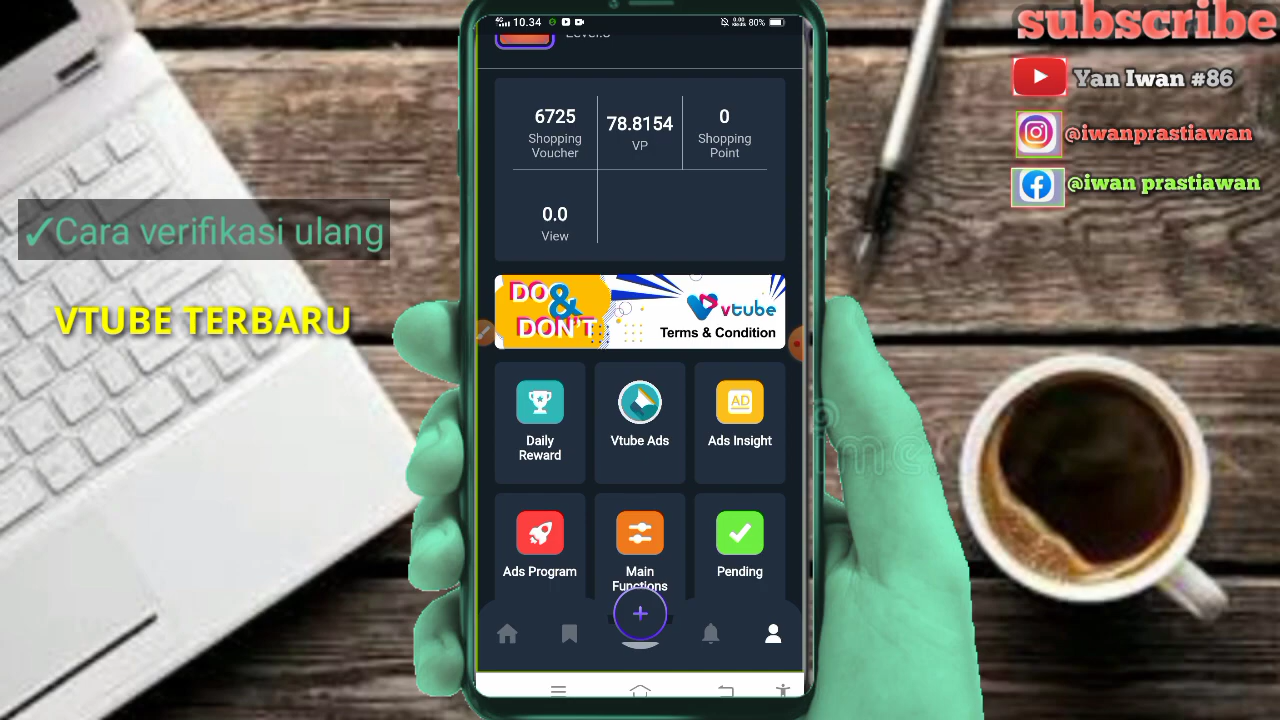 subscribe
Yan Iwan #86
@iwanprastiawan
@iwan prastiawan
✓Cara verifikasi ulang
VTUBE TERBARU
4G 10.34
80%
6725
Shopping
Voucher
78.8154
VP
0
Shopping
Point
0.0
View
DO &
DON'T
vtube
Terms & Condition
Daily
Reward
Vtube Ads
AD
Ads Insight
Ads Program
Main
Functions
Pending